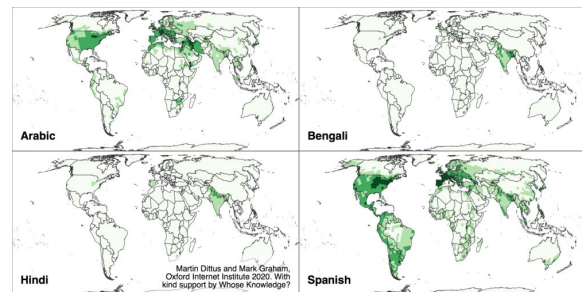 Arabic
Bengali
Hindi
Martin Dittus and Mark Graham,
Oxford Internet Institute 2020. With
kind support by Whose Knowledge?
Spanish